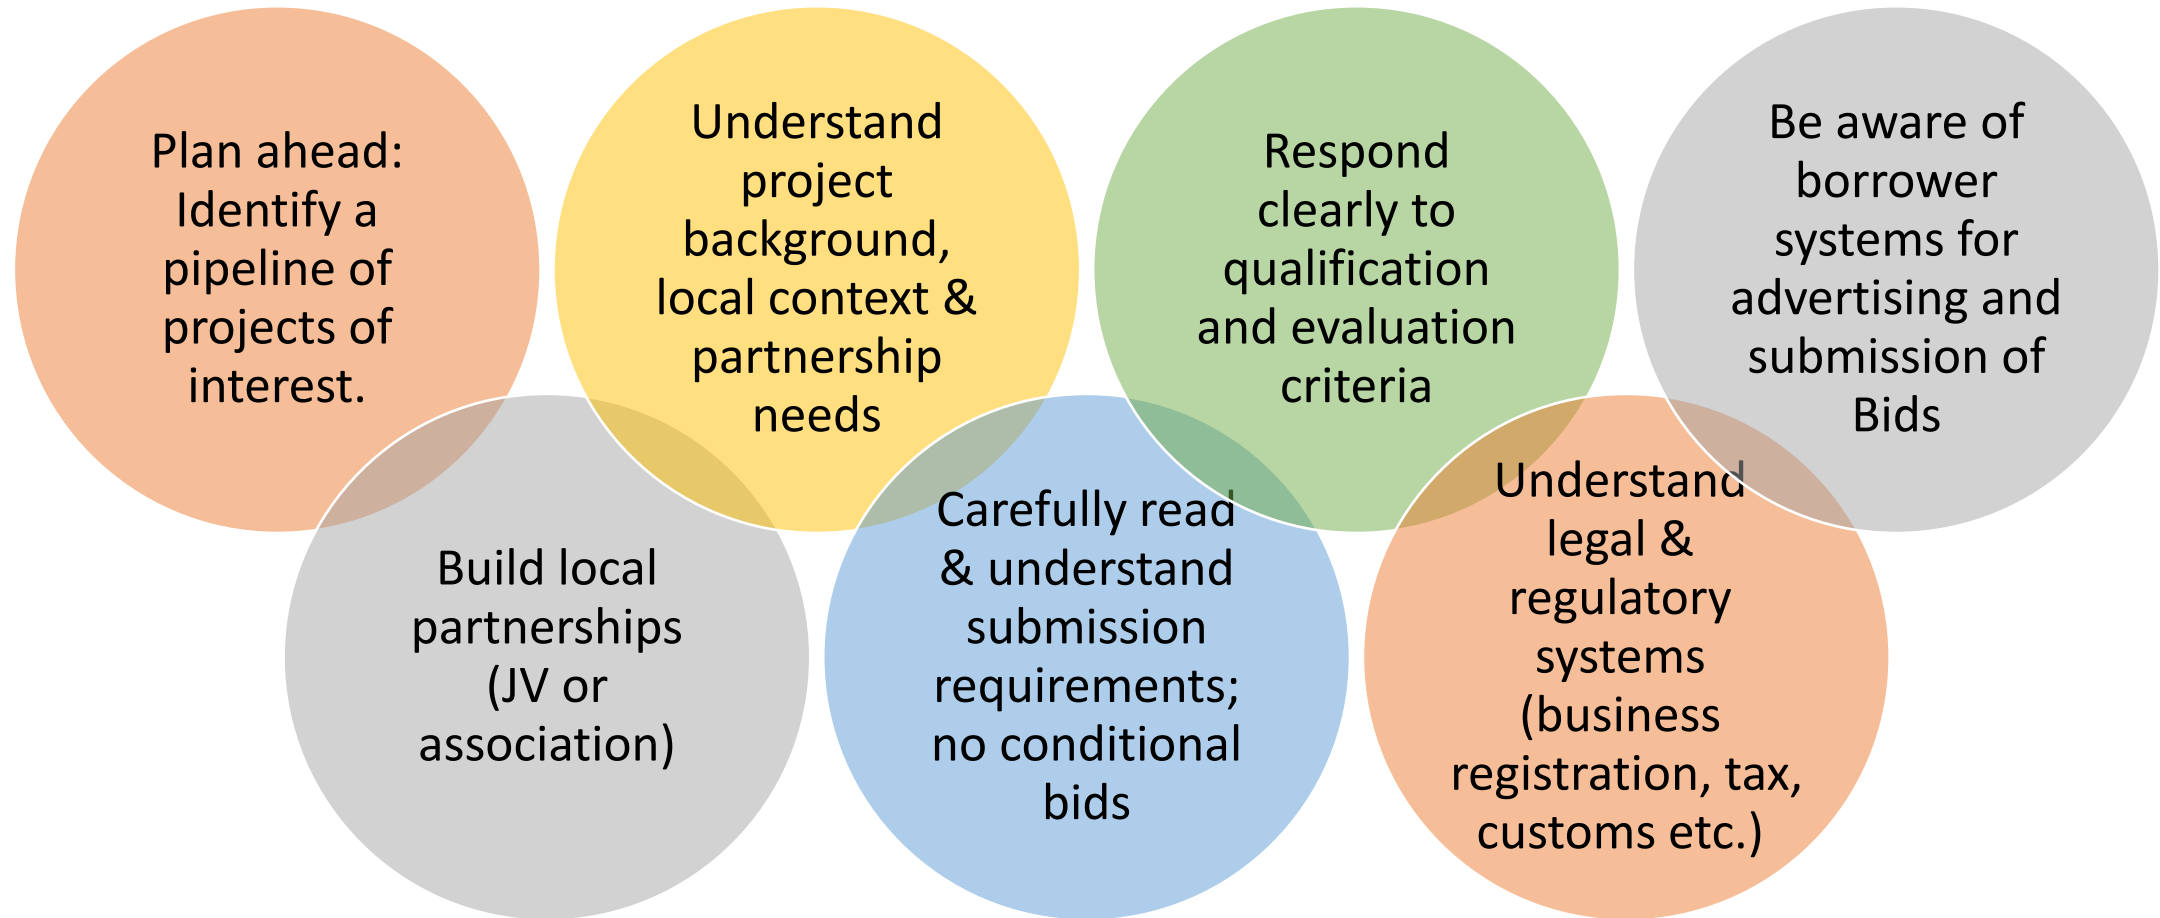 Plan ahead:
Identify a
pipeline of
projects of
interest.
Build local
partnerships
(JV or
association)
Understand
project
background,
local context &
partnership
needs
Carefully read
& understand
submission
requirements;
no conditional
bids
Respond
clearly to
qualification
and evaluation
criteria
Understand
legal &
regulatory
systems
(business
registration, tax,
customs etc.)
Be aware of
borrower
systems for
advertising and
submission of
Bids